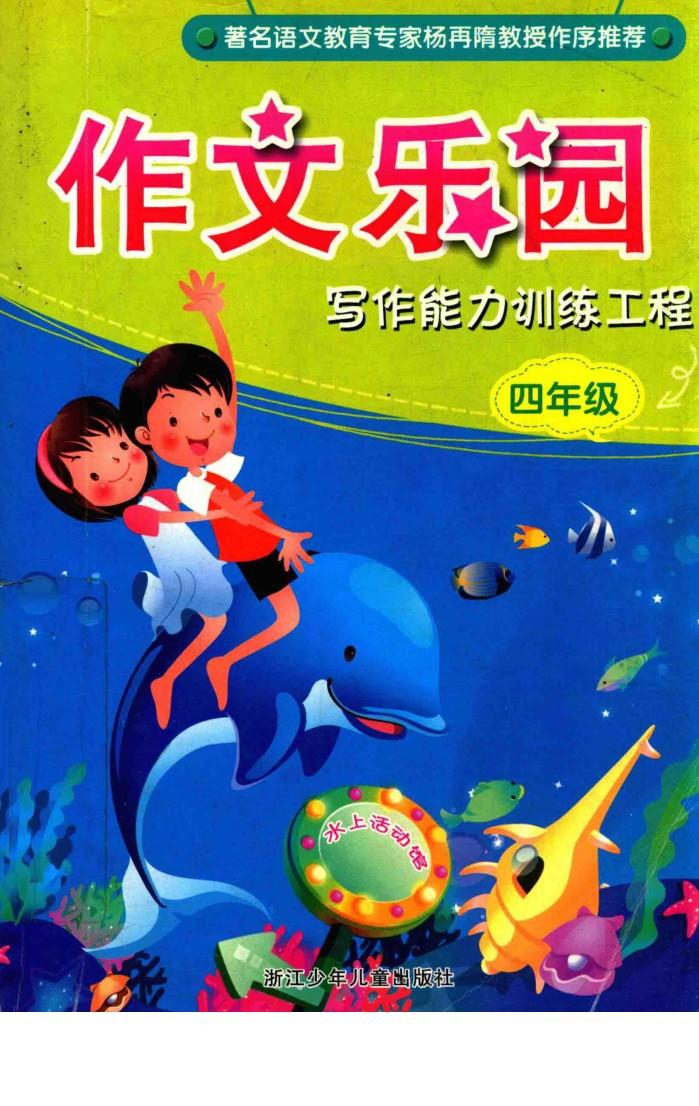 著名语文教育专家杨再隋教授作序推荐
作文乐园
写作能力训练工程
四年级
水上活动馆
浙江少年儿童出版社